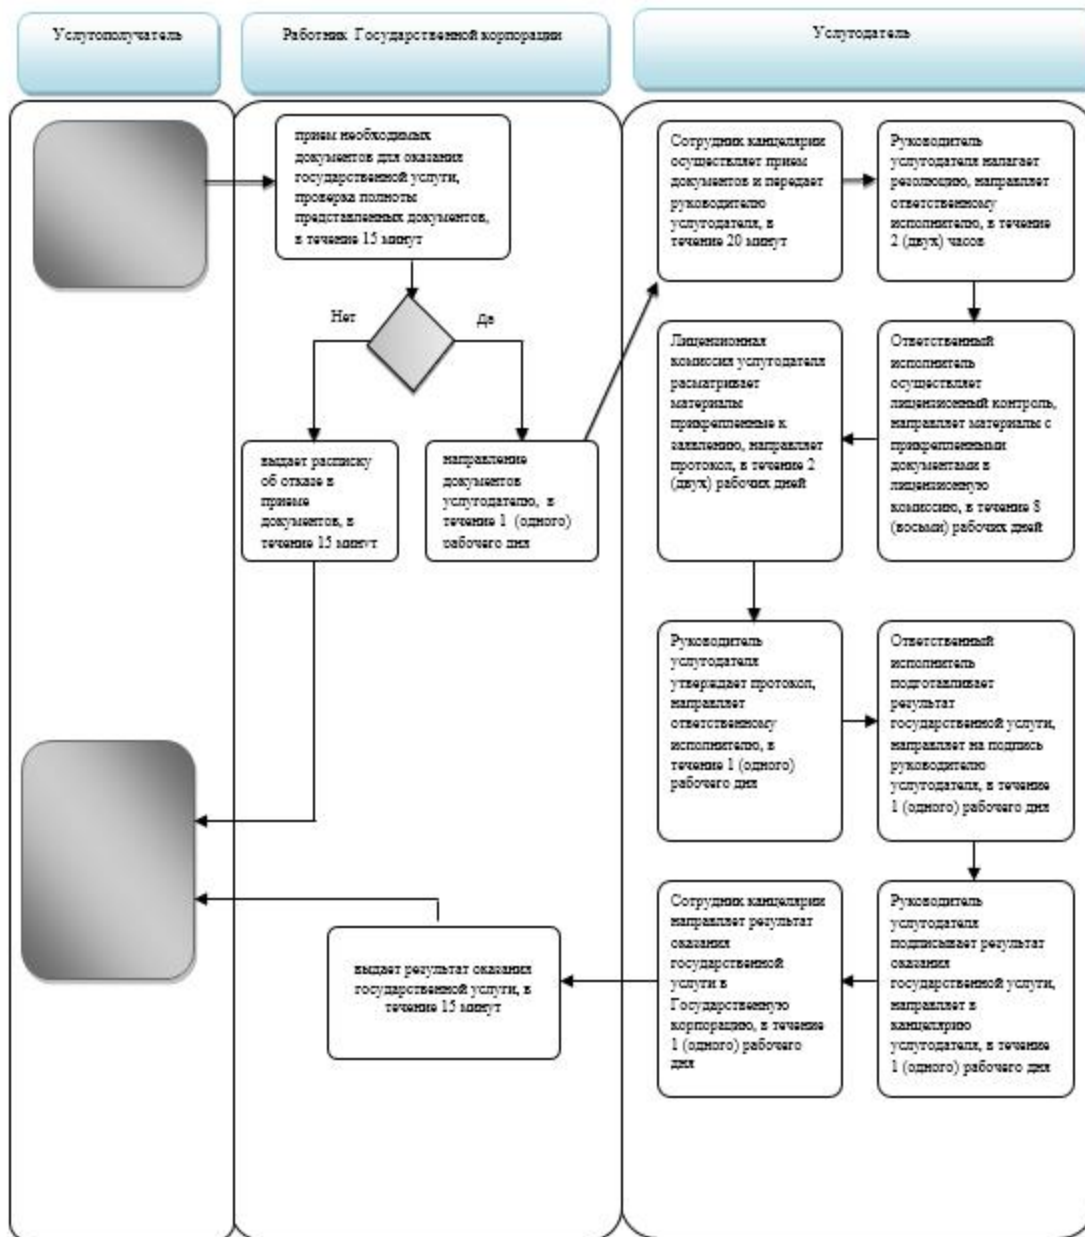 Услугополучатель
Работник Государственной корпорации
Услугодатель
прием необходимых
документов для оказания
государственной услуги,
проверка полноты
представленных документов,
в течение 15 минут
Нет
Да
выдает расписку
об отказе в
приеме
документов, в
течение 15 минут
направление
документов
услугодателю, в
течение 1 (одного)
рабочего дня
Сотрудник канцелярии
осуществляет прием
документов и передает
руководителю
услугодателя, в
течение 20 минут
Руководитель
услугодателя налагает
резолюцию, направляет
ответственному
исполнителю, в течение
2 (двух) часов
Ответственный
исполнитель
осуществляет
лицензионный контроль,
направляет материалы с
прикрепленными
документами в
лицензионную
комиссию, в течение 8
(восьми) рабочих дней
Лицензионная
комиссия услугодателя
расматривает
материалы
прикрепленные к
заявлению, направляет
протокол, в течение 2
(двух) рабочих дней
Руководитель
услугодателя
утвереждает протокол,
направляет
ответственному
исполнителю, в
течение 1 (одного)
рабочего дня
Ответственный
исполнитель
подготавливает
результат
государственной услуги,
направляет на подпись
руководителю
услугодателя, в течение
1 (одного) рабочего дня
Руководитель
услугодателя
подписывает результат
оказания
государственной услуги,
направляет в
канцелярию
услугодателя, в течение
1 (одного) рабочего дня
Сотрудник канцелярии
направляет результат
оказания
государственной
услуги в
Государственную
корпорацию, в течение
1 (одного) рабочего
дня
выдает результат оказания
государственной услуги, в
течение 15 минут